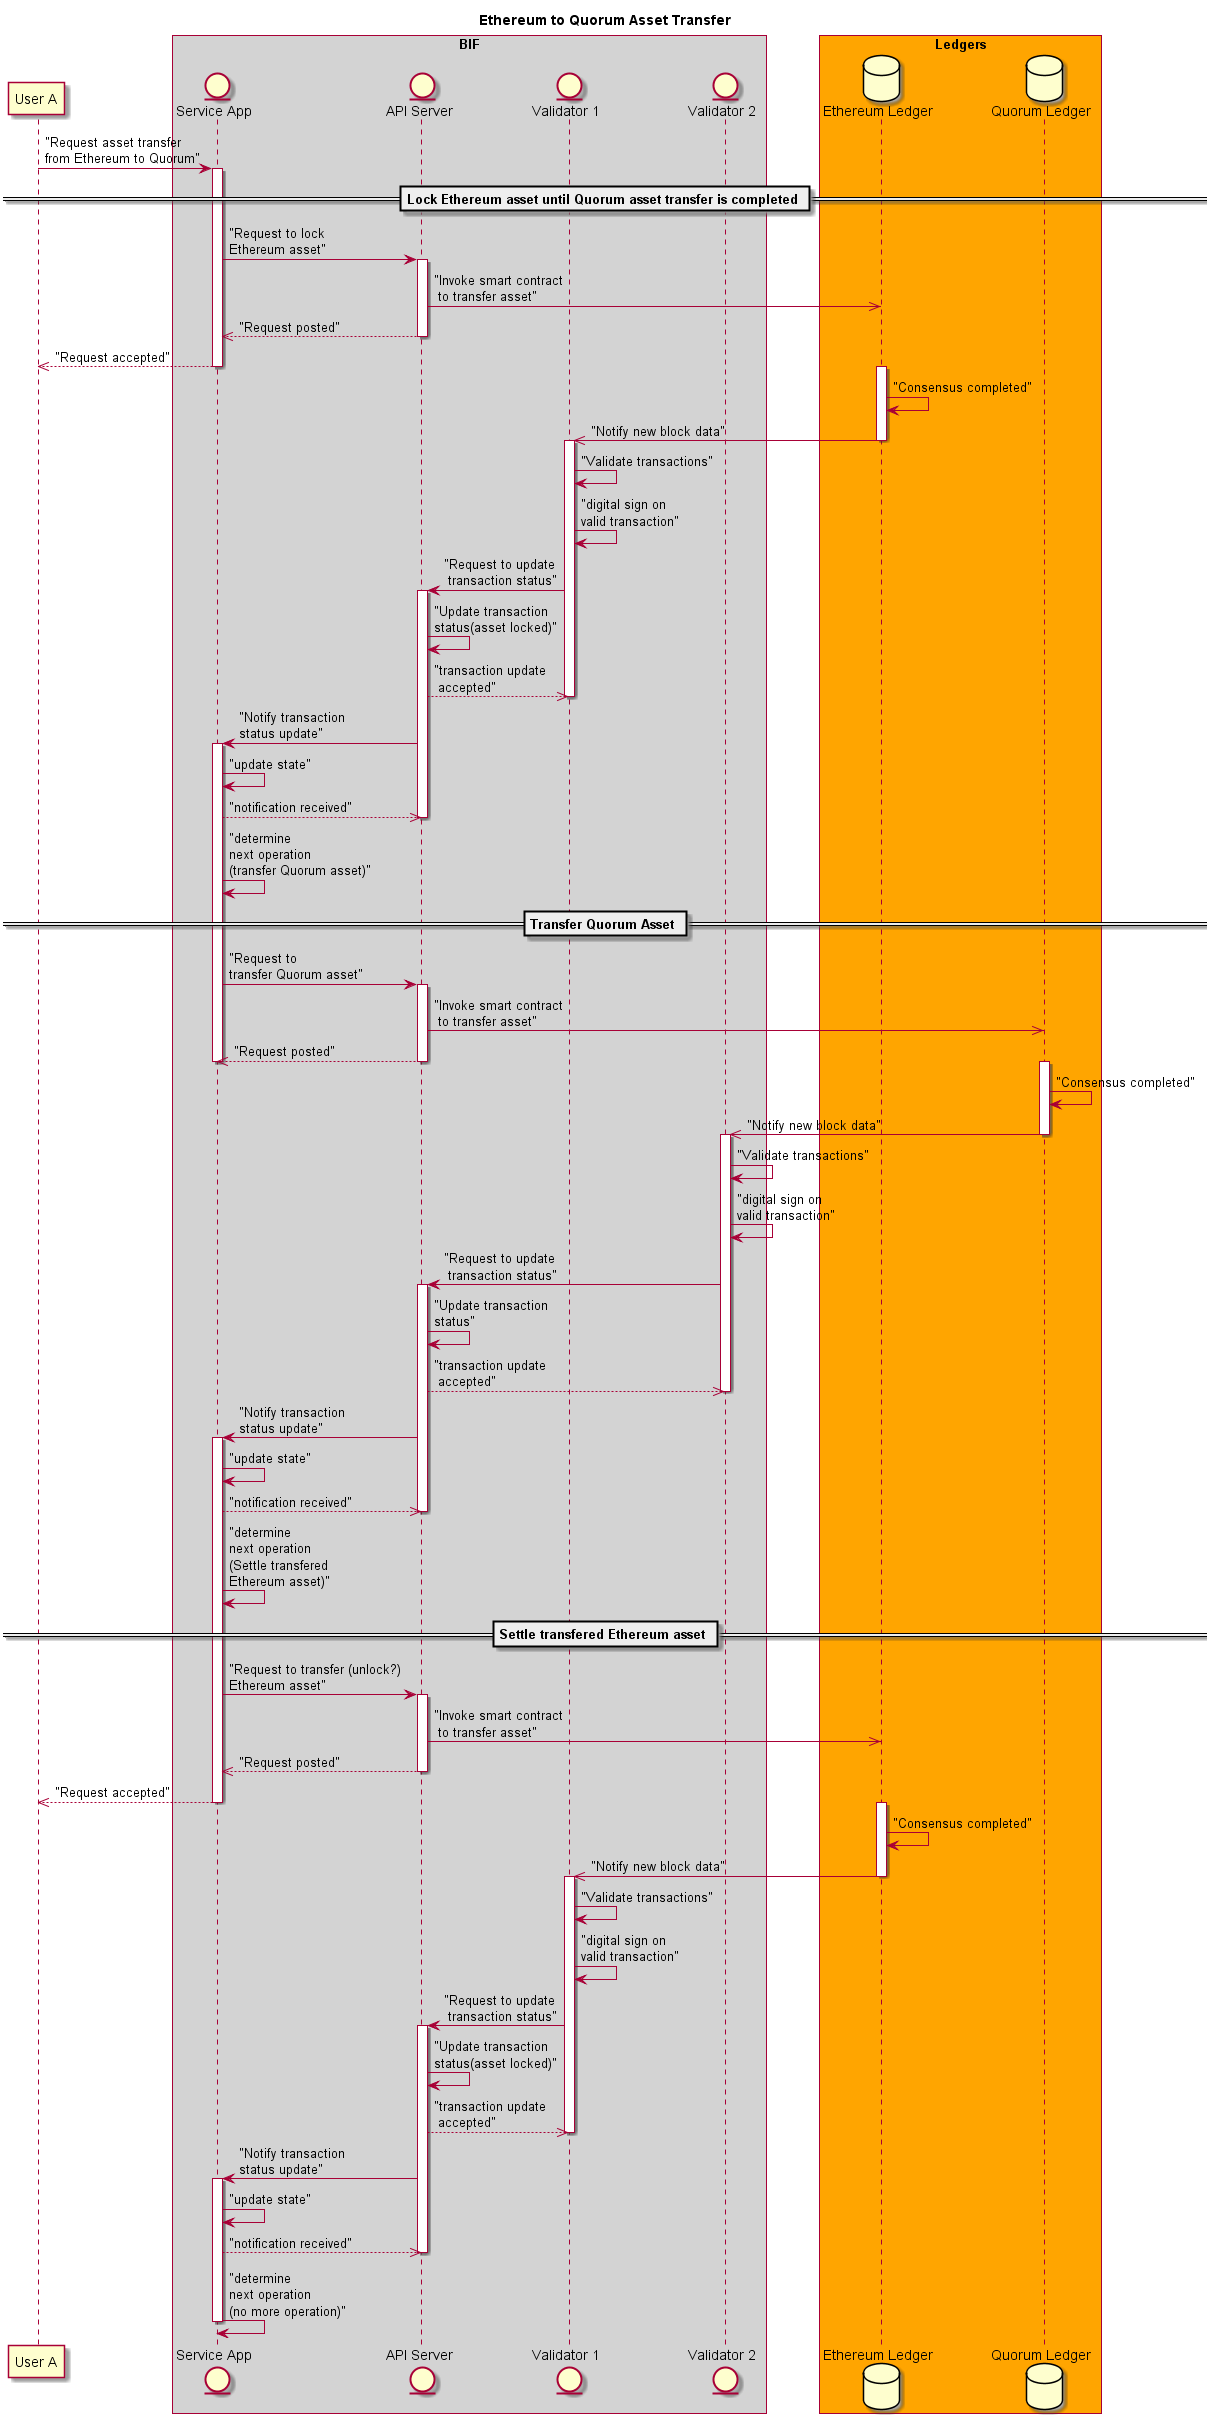 Ethereum to Quorum Asset Transfer
BIF
Ledgers
User A
Service App
API Server
Validator 1
Validator 2
Ethereum Ledger
Quorum Ledger
"Request asset transfer
from Ethereum to Quorum"
Lock Ethereum asset until Quorum asset transfer is completed
"Request to lock
Ethereum asset"
"Invoke smart contract
to transfer asset"
"Request posted"
"Request accepted"
"Consensus completed"
"Notify new block data"
"Validate transactions"
"digital sign on
valid transaction"
"Request to update
transaction status"
"Update transaction
status(asset locked)"
"transaction update
accepted"
"Notify transaction
status update"
"update state"
"notification received"
"determine
next operation
(transfer Quorum asset)"
Transfer Quorum Asset
"Request to
transfer Quorum asset"
"Invoke smart contract
to transfer asset"
"Request posted"
"Consensus completed"
"Notify new block data"
"Validate transactions"
"digital sign on
valid transaction"
"Request to update
transaction status"
"Update transaction
status"
"transaction update
accepted"
"Notify transaction
status update"
"update state"
"notification received"
"determine
next operation
(Settle transfered
Ethereum asset)"
Settle transfered Ethereum asset
"Request to transfer (unlock?)
Ethereum asset"
"Invoke smart contract
to transfer asset"
"Request posted"
"Request accepted"
"Consensus completed"
"Notify new block data"
"Validate transactions"
"digital sign on
valid transaction"
"Request to update
transaction status"
"Update transaction
status(asset locked)"
"transaction update
accepted"
"Notify transaction
status update"
"update state"
"notification received"
"determine
next operation
(no more operation)"
User A
Service App
API Server
Validator 1
Validator 2
Ethereum Ledger
Quorum Ledger